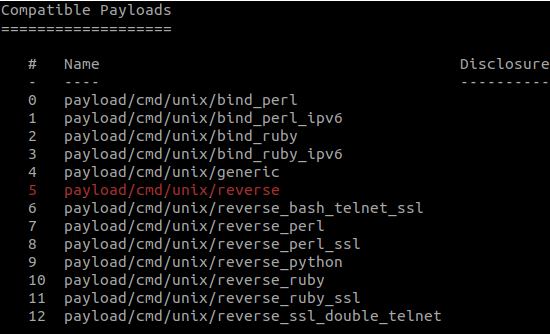 Compatible Payloads
===================
# Name Disclosure
- ---- ----------
0 payload/cmd/unix/bind_perl
1 payload/cmd/unix/bind_perl_ipv6
2 payload/cmd/unix/bind_ruby
3 payload/cmd/unix/bind_ruby_ipv6
4 payload/cmd/unix/generic
5 payload/cmd/unix/reverse
6 payload/cmd/unix/reverse_bash_telnet_ssl
7 payload/cmd/unix/reverse_perl
8 payload/cmd/unix/reverse_perl_ssl
9 payload/cmd/unix/reverse_python
10 payload/cmd/unix/reverse_ruby
11 payload/cmd/unix/reverse_ruby_ssl
12 payload/cmd/unix/reverse_ssl_double_telnet